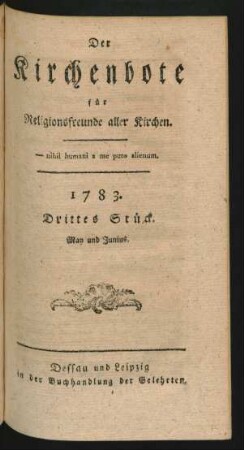 Der
Kirchenbote
für
Religionsfreunde aller Kirchen.
— nihil humani a me puto alienum.
1783.
Drittes Stück.
May und Junius.
Dessau und Leipzig
in der Buchhandlung der Gelehrten.